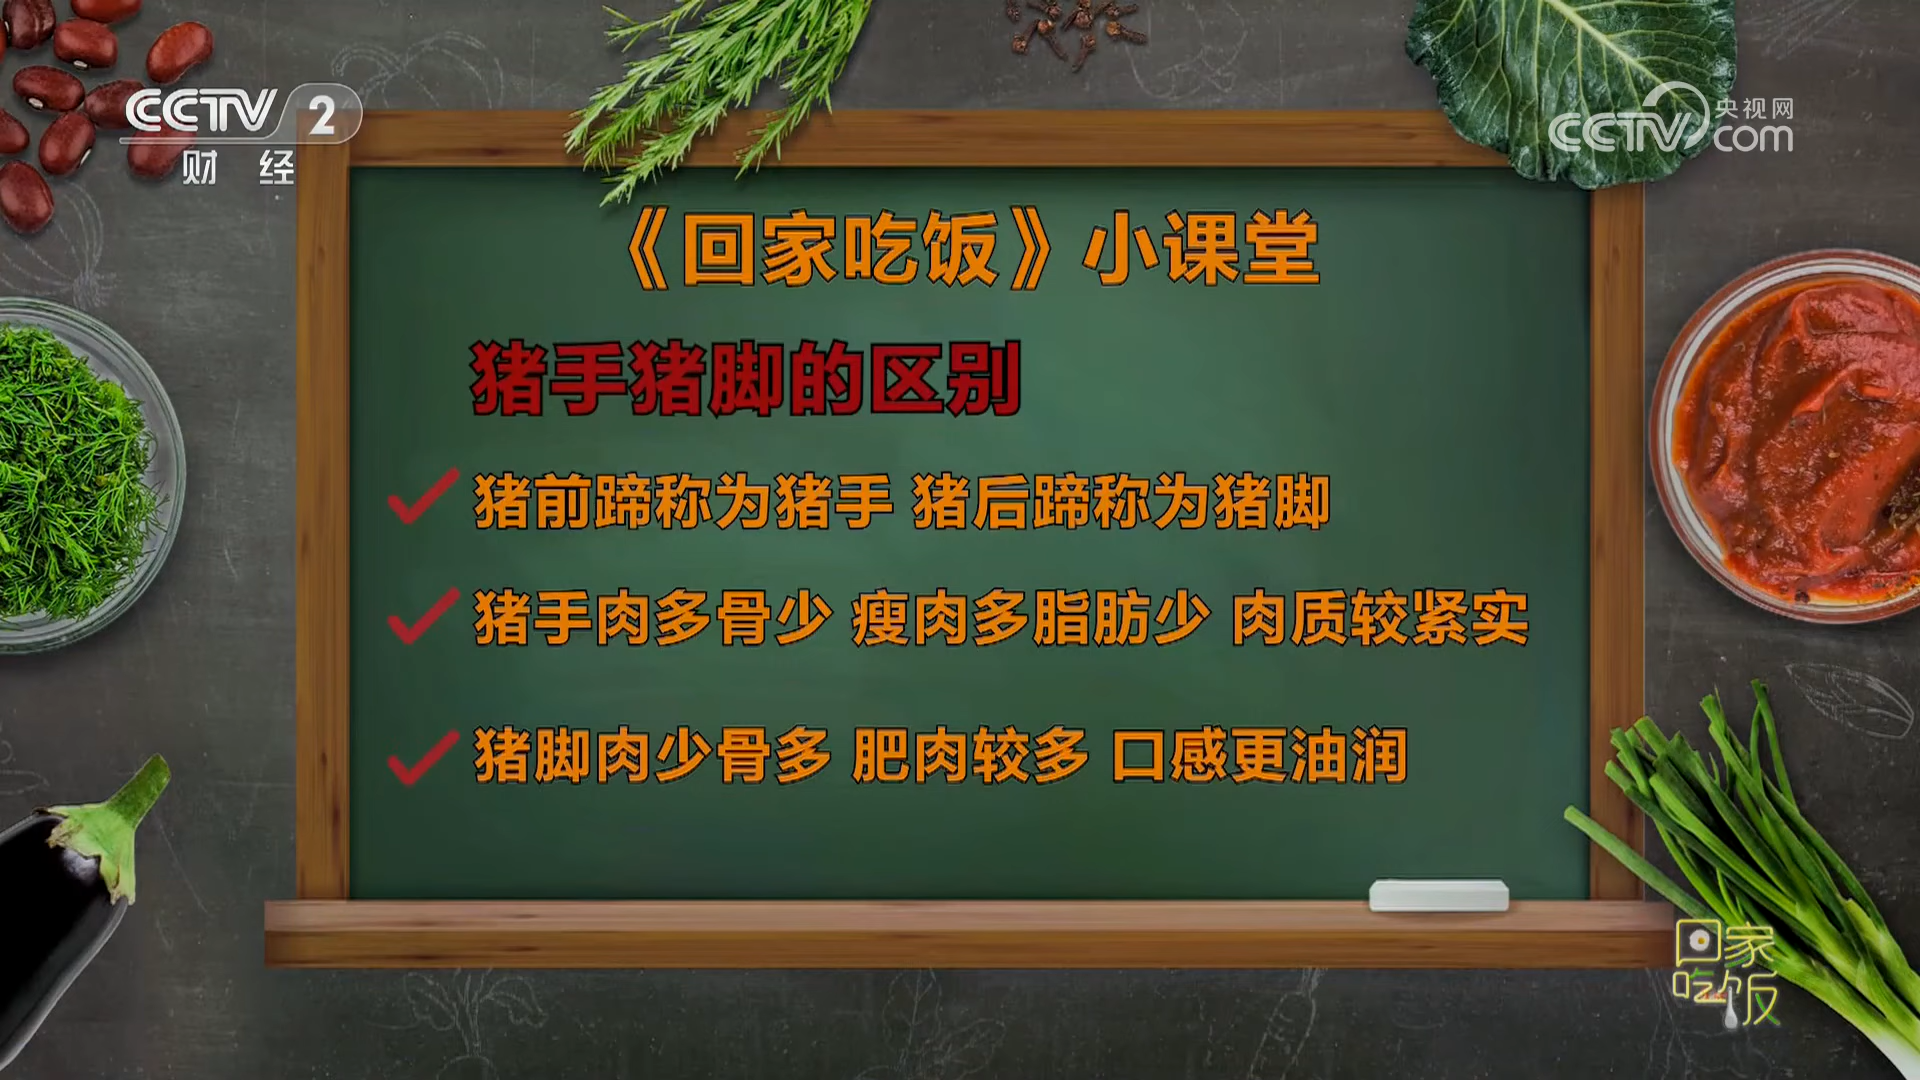 CCTV 2
财 经
央视网
CCTV.com
《回家吃饭》小课堂
猪手猪脚的区别
猪前蹄称为猪手 猪后蹄称为猪脚
猪手肉多骨少 瘦肉多脂肪少 肉质较紧实
猪脚肉少骨多 肥肉较多 口感更油润
回家
吃饭